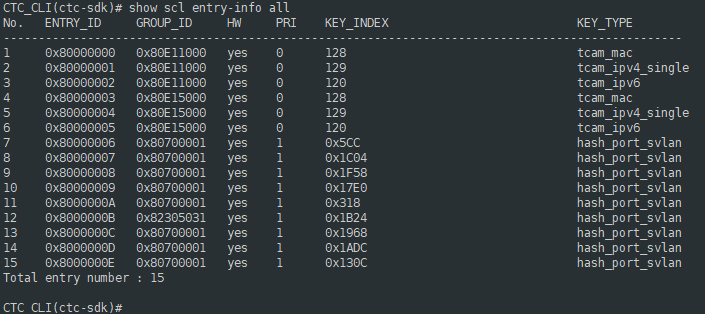 CTC_CLI(ctc-sdk)# show scl entry-info all
No. ENTRY_ID GROUP_ID HW PRI KEY_INDEX KEY_TYPE
----------------------------------------------------------------------------------------------------
1 0x80000000 0x80E11000 yes 0 128 tcam_mac
2 0x80000001 0x80E11000 yes 0 129 tcam_ipv4_single
3 0x80000002 0x80E11000 yes 0 120 tcam_ipv6
4 0x80000003 0x80E15000 yes 0 128 tcam_mac
5 0x80000004 0x80E15000 yes 0 129 tcam_ipv4_single
6 0x80000005 0x80E15000 yes 0 120 tcam_ipv6
7 0x80000006 0x80700001 yes 1 0x5CC hash_port_svlan
8 0x80000007 0x80700001 yes 1 0x1C04 hash_port_svlan
9 0x80000008 0x80700001 yes 1 0x1F58 hash_port_svlan
10 0x80000009 0x80700001 yes 1 0x17E0 hash_port_svlan
11 0x8000000A 0x80700001 yes 1 0x318 hash_port_svlan
12 0x8000000B 0x82305031 yes 1 0x1B24 hash_port_svlan
13 0x8000000C 0x80700001 yes 1 0x1968 hash_port_svlan
14 0x8000000D 0x80700001 yes 1 0x1ADC hash_port_svlan
15 0x8000000E 0x80700001 yes 1 0x130C hash_port_svlan
Total entry number : 15
CTC_CLI(ctc-sdk)#